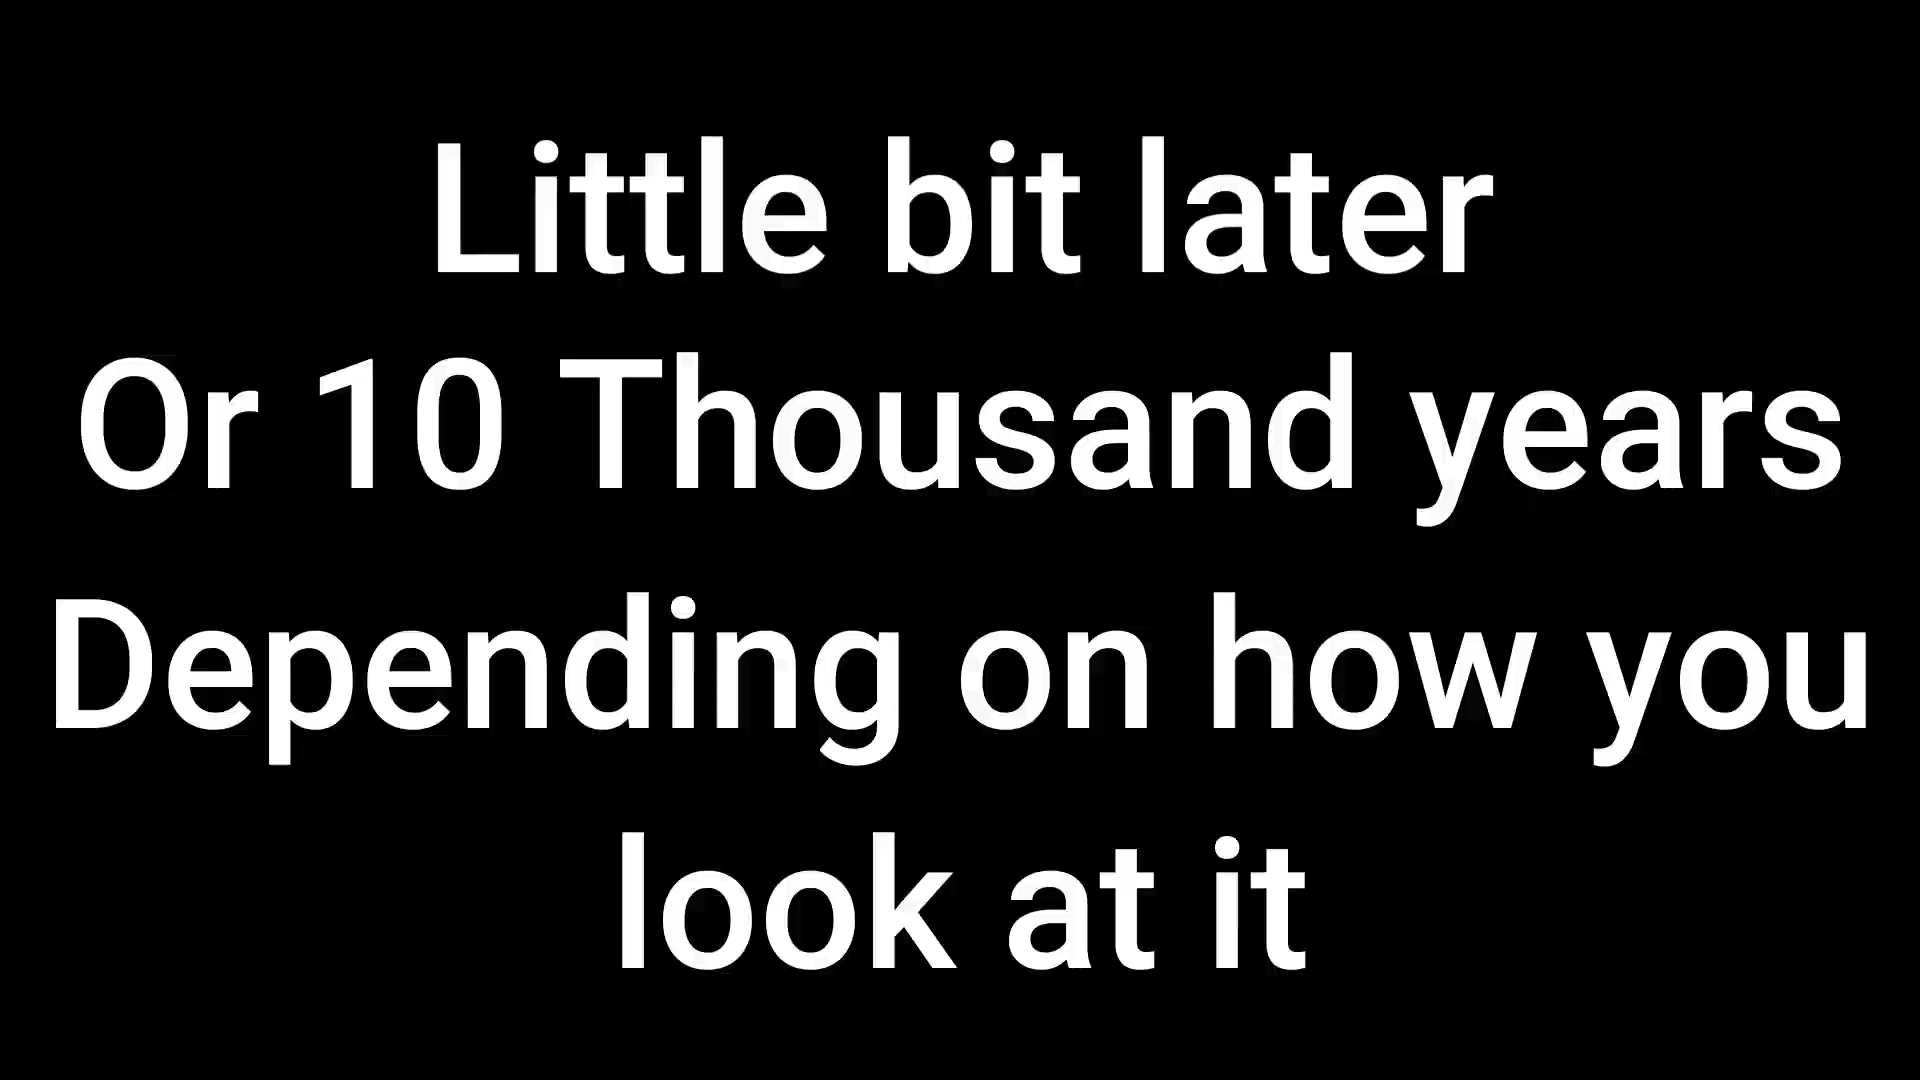 Little bit later
Or 10 Thousand years
Depending on how you
look at it